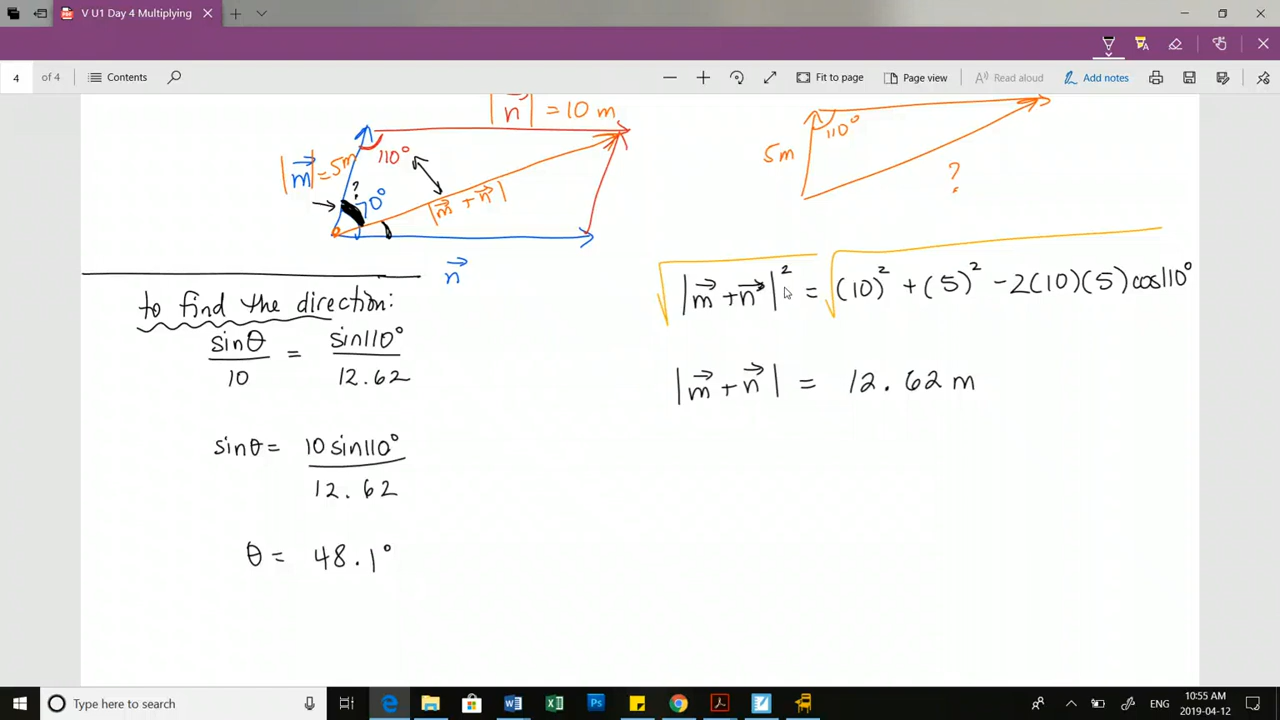 V U1 Day 4 Multiplying
4 of 4 Contents Fit to page Page view Read aloud Add notes
|n| = 10 m
|m| = 5m
110°
?
70°
|m + n|
n
110°
5m
?
to find the direction:
sinθ/10 = sin110°/12.62
sinθ = 10 sin110°/12.62
θ = 48.1°
√|m + n|² = √(10)² + (5)² - 2(10)(5)cos110°
|m + n| = 12.62 m
Type here to search
10:55 AM
2019-04-12